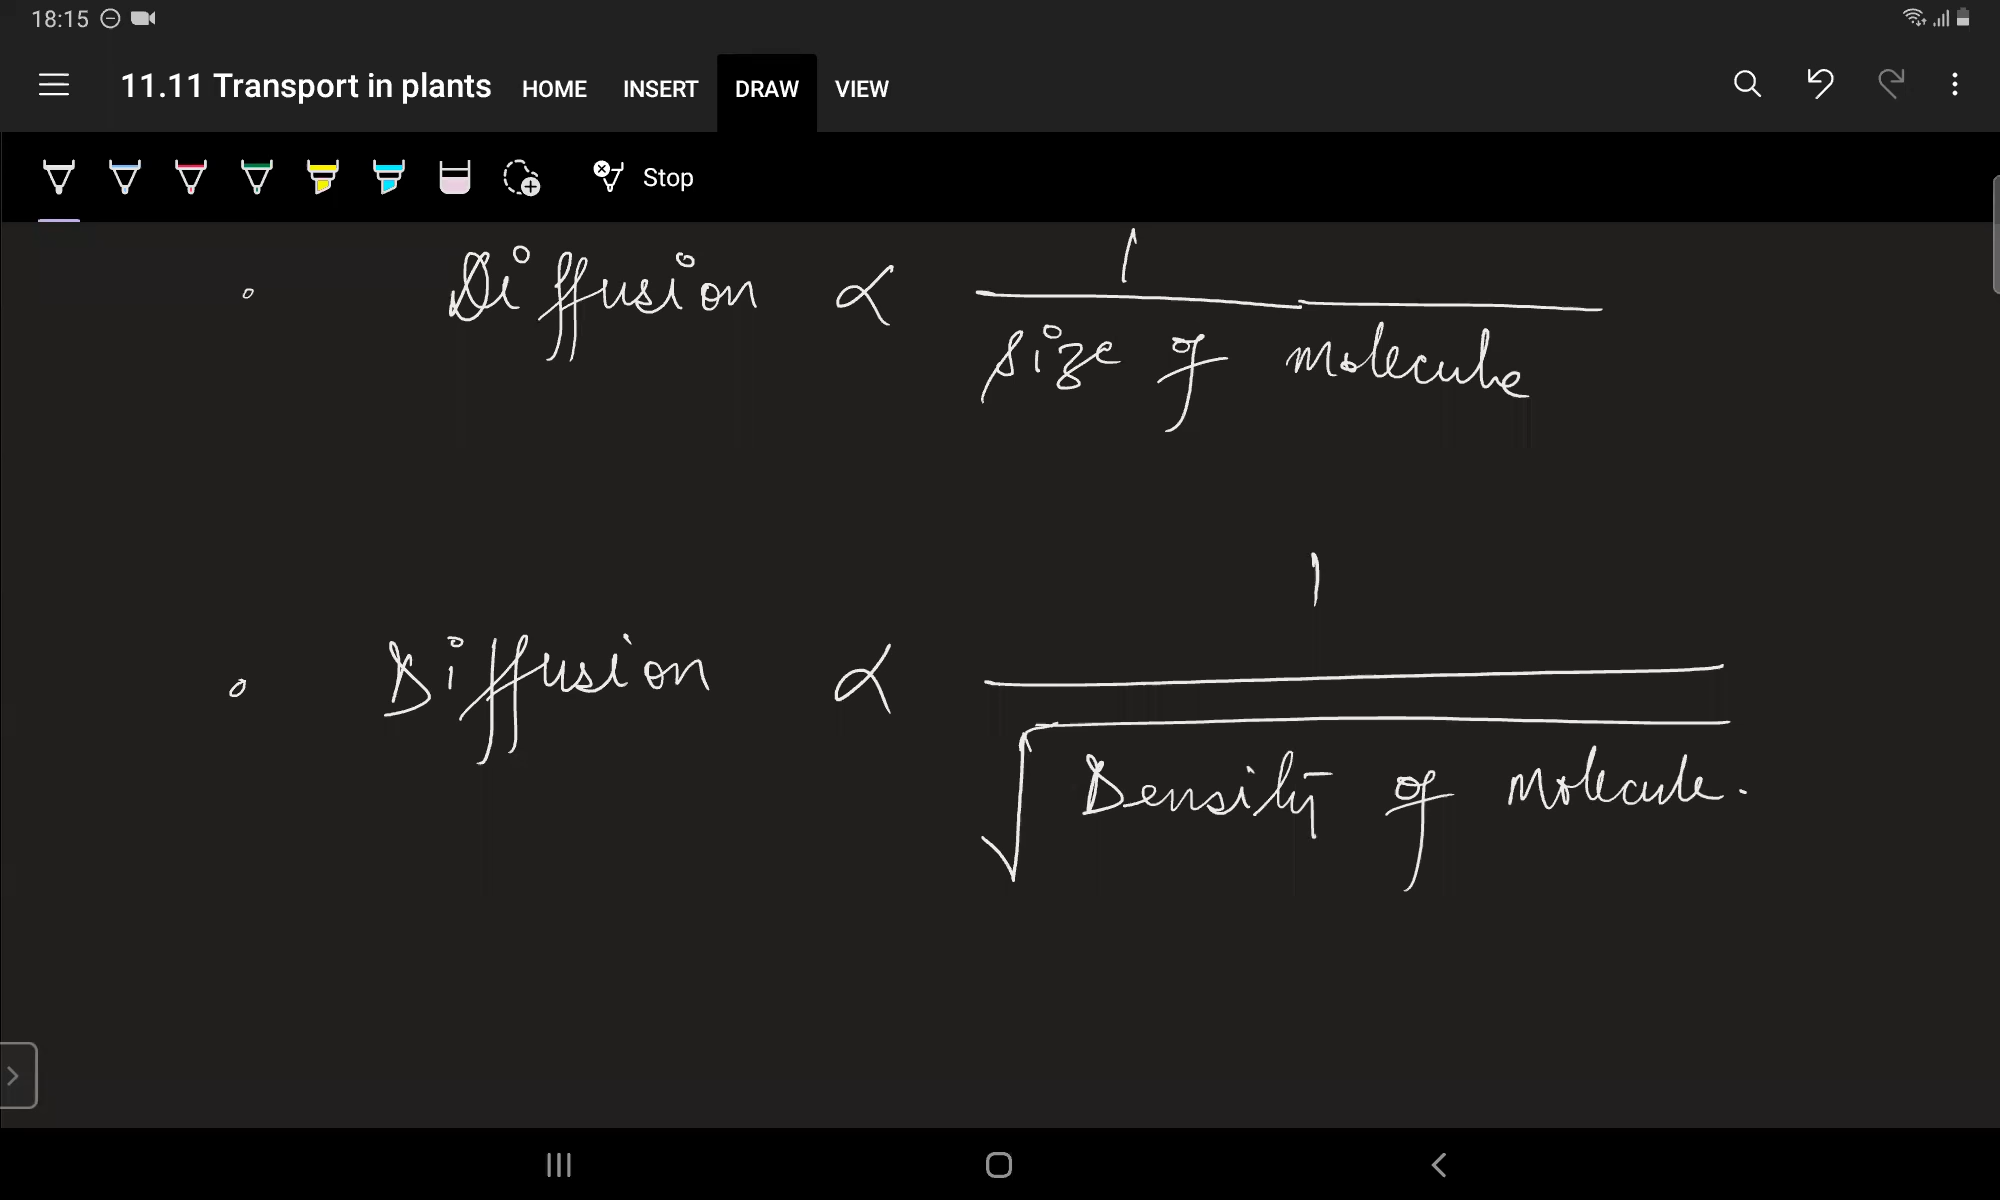 18:15
11.11 Transport in plants HOME INSERT DRAW VIEW
Stop
Diffusion ∝ 1
size of molecule
Diffusion ∝ 1
√Density of molecule.